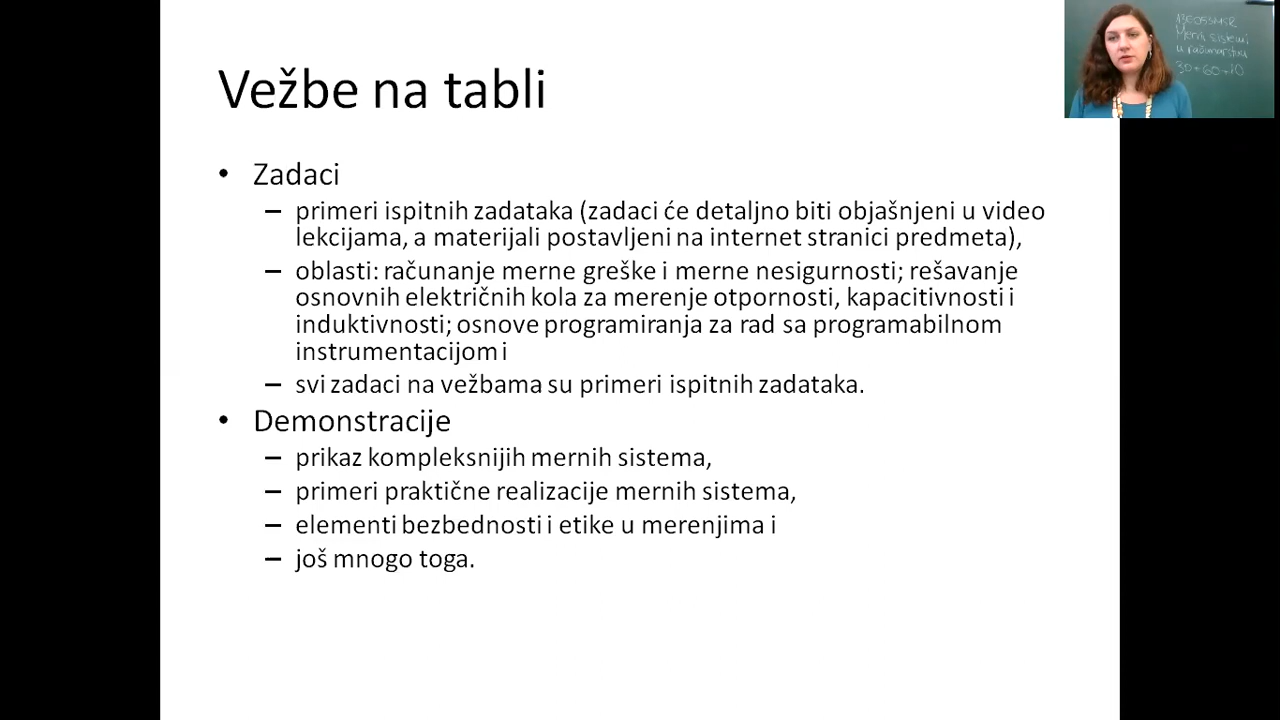 Vežbe na tabli
• Zadaci
– primeri ispitnih zadataka (zadaci će detaljno biti objašnjeni u video
lekcijama, a materijali postavljeni na internet stranici predmeta),
– oblasti: računanje merne greške i merne nesigurnosti; rešavanje
osnovnih električnih kola za merenje otpornosti, kapacitivnosti i
induktivnosti; osnove programiranja za rad sa programabilnom
instrumentacijom i
– svi zadaci na vežbama su primeri ispitnih zadataka.
• Demonstracije
– prikaz kompleksnijih mernih sistema,
– primeri praktične realizacije mernih sistema,
– elementi bezbednosti i etike u merenjima i
– još mnogo toga.
Merni sistemi
u računarstvu
30+60+10